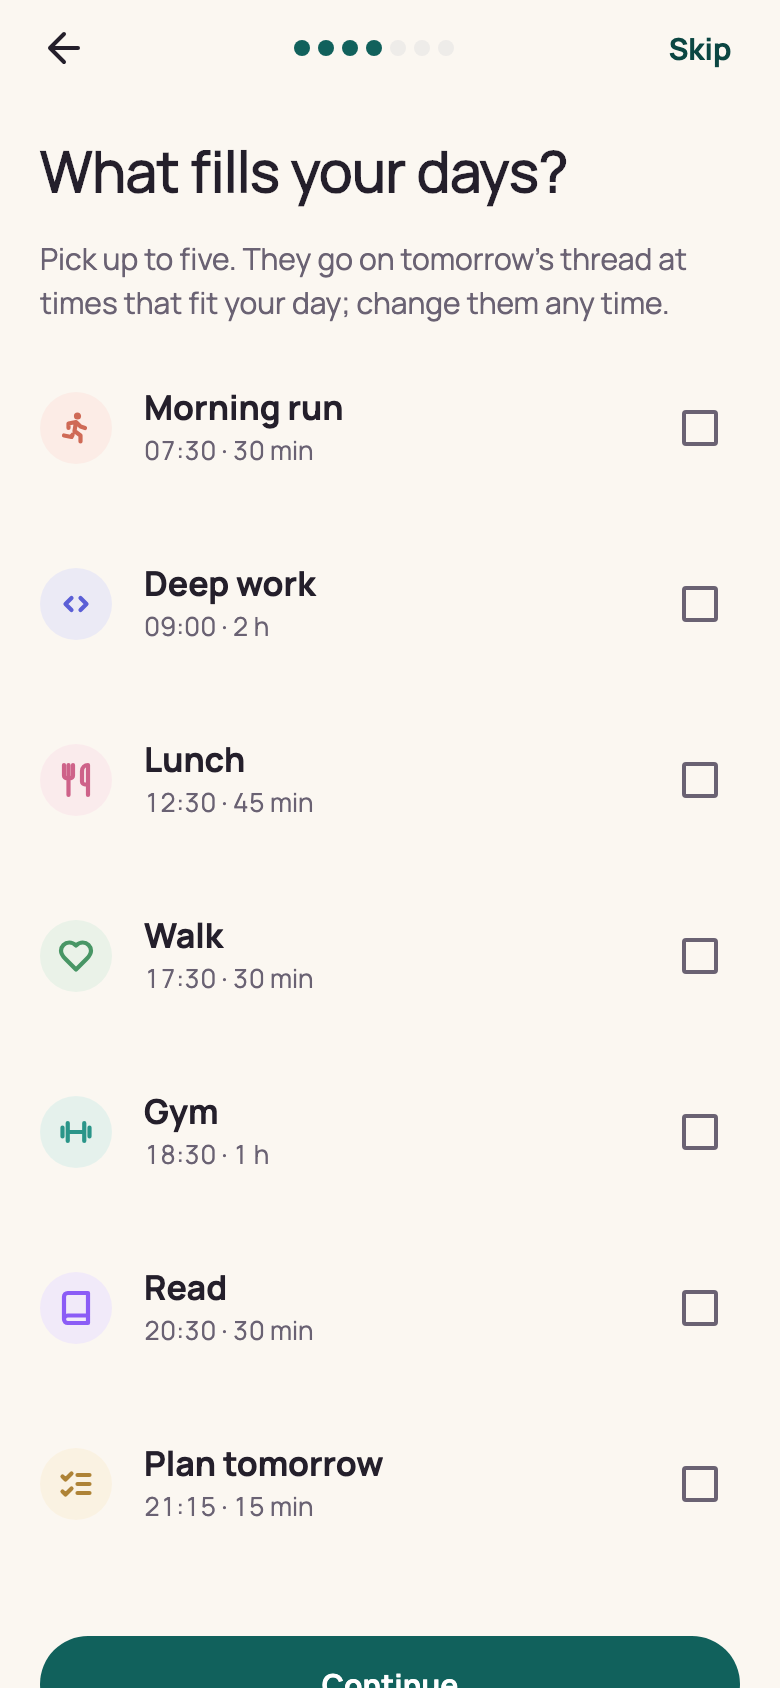 Skip
What fills your days?
Pick up to five. They go on tomorrow’s thread at
times that fit your day; change them any time.
Morning run
07:30 · 30 min
Deep work
09:00 · 2 h
Lunch
12:30 · 45 min
Walk
17:30 · 30 min
Gym
18:30 · 1 h
Read
20:30 · 30 min
Plan tomorrow
21:15 · 15 min
Continue